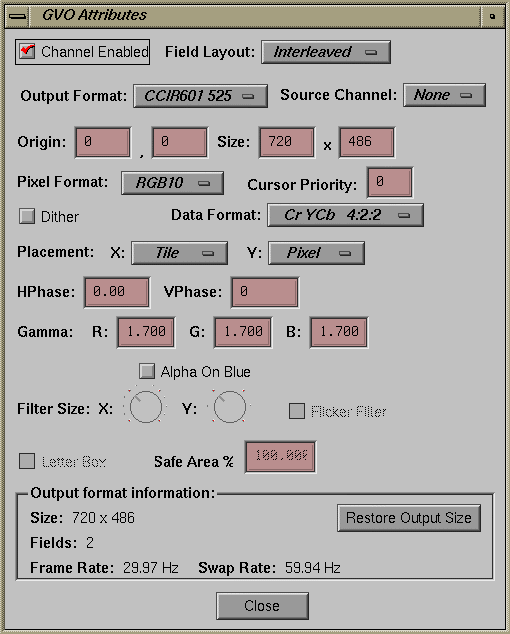 GVO Attributes
Channel Enabled Field Layout: Interleaved
Output Format: CCIR601 525 Source Channel: None
Origin: 0 , 0 Size: 720 x 486
Pixel Format: RGB10 Cursor Priority: 0
Dither Data Format: Cr YCb 4:2:2
Placement: X: Tile Y: Pixel
HPhase: 0.00 VPhase: 0
Gamma: R: 1.700 G: 1.700 B: 1.700
Alpha On Blue
Filter Size: X: Y: Flicker Filter
Letter Box Safe Area % 100.000
Output format information:
Size: 720 x 486 Restore Output Size
Fields: 2
Frame Rate: 29.97 Hz Swap Rate: 59.94 Hz
Close